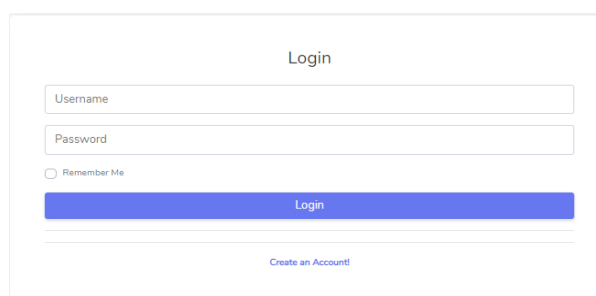 Login
Username
Password
Remember Me
Login
Create an Account!